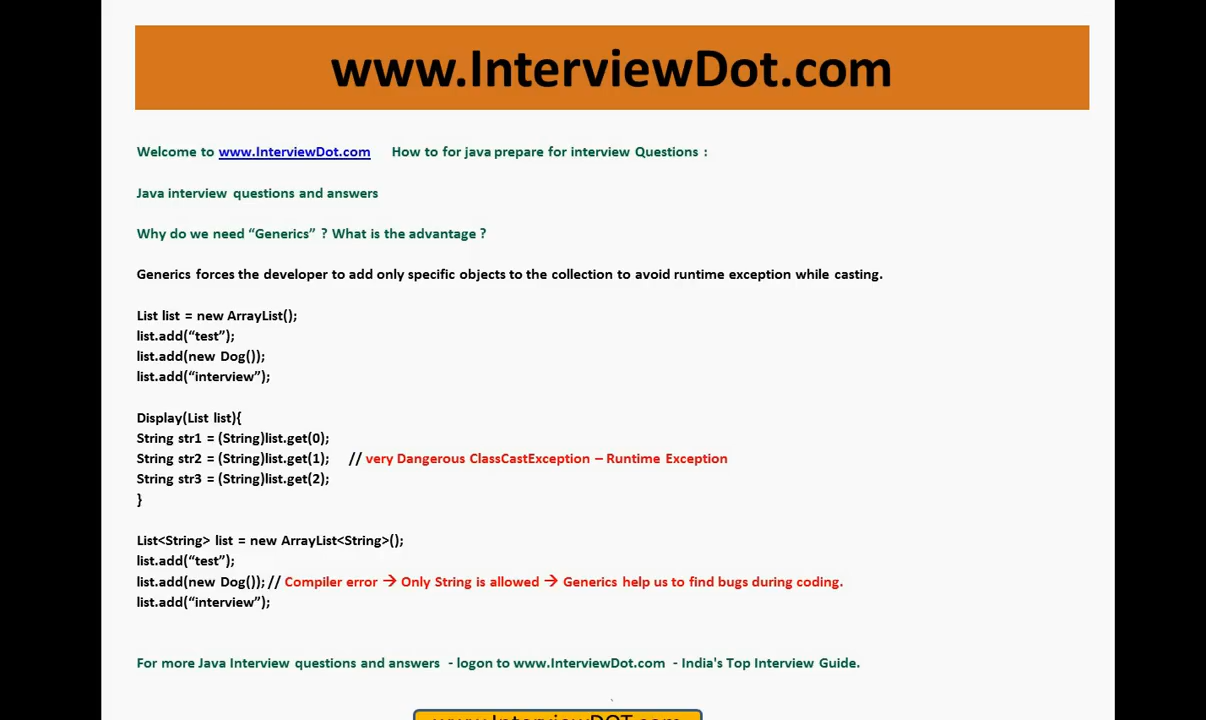 www.InterviewDot.com
Welcome to www.InterviewDot.com How to for java prepare for interview Questions :
Java interview questions and answers
Why do we need “Generics” ? What is the advantage ?
Generics forces the developer to add only specific objects to the collection to avoid runtime exception while casting.
List list = new ArrayList();
list.add(“test”);
list.add(new Dog());
list.add(“interview”);
Display(List list){
String str1 = (String)list.get(0);
String str2 = (String)list.get(1); // very Dangerous ClassCastException – Runtime Exception
String str3 = (String)list.get(2);
}
List<String> list = new ArrayList<String>();
list.add(“test”);
list.add(new Dog()); // Compiler error → Only String is allowed → Generics help us to find bugs during coding.
list.add(“interview”);
For more Java Interview questions and answers - logon to www.InterviewDot.com - India's Top Interview Guide.
www.InterviewDOT.com